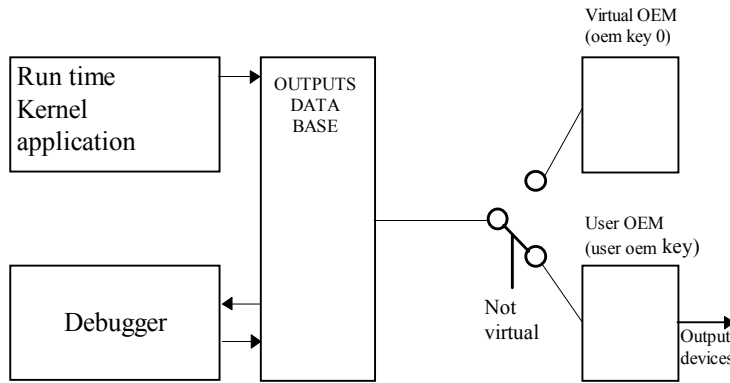 Virtual OEM
(oem key 0)
Run time
Kernel
application
OUTPUTS
DATA
BASE
User OEM
(user oem key)
Debugger
Not
virtual
Output
devices